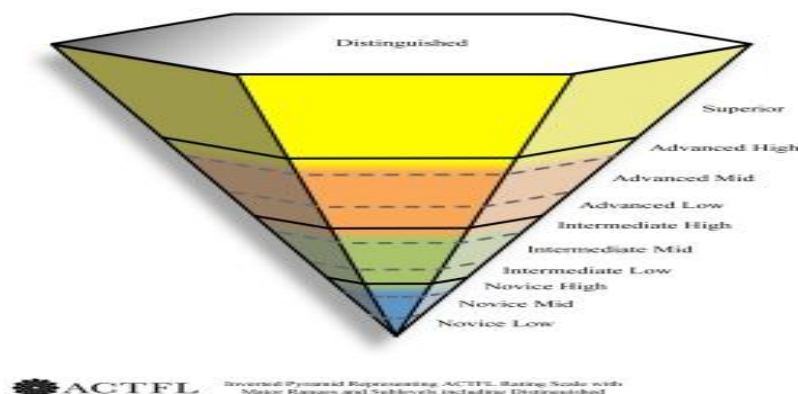 Distinguished
Superior
Advanced High
Advanced Mid
Advanced Low
Intermediate High
Intermediate Mid
Intermediate Low
Novice High
Novice Mid
Novice Low
ACTFL
Inverted Pyramid Representing ACTFL Rating Scale with
Major Ranges and Sublevels including Distinguished